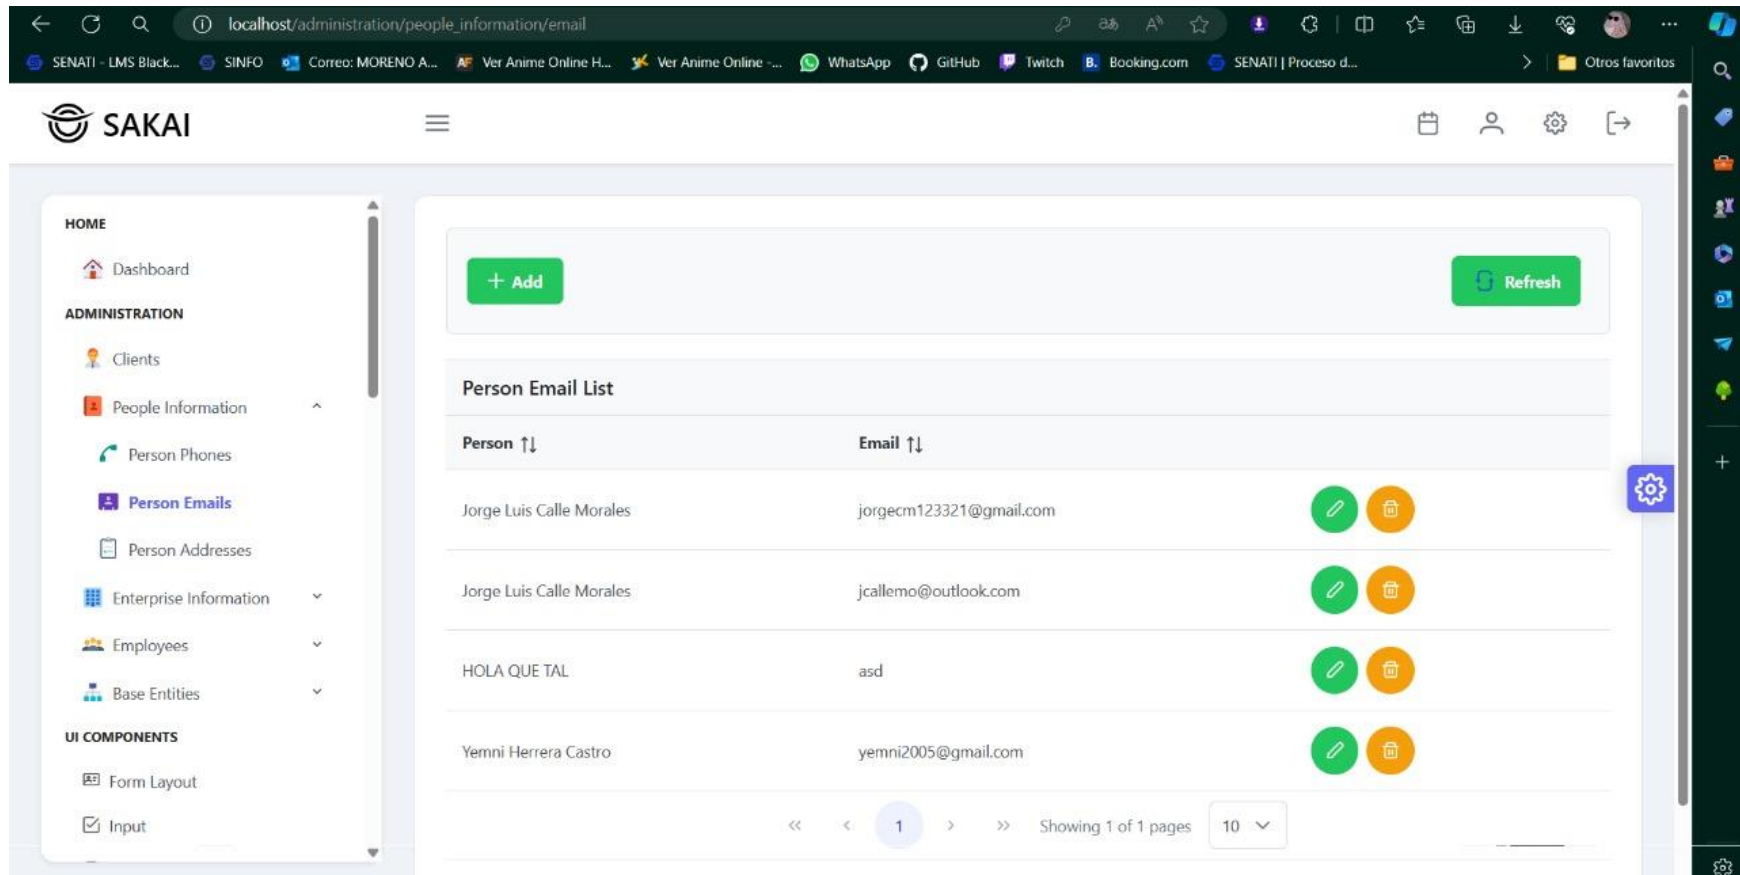 localhost/administration/people_information/email
SENATI - LMS Black... SINFO Correo: MORENO A... AF Ver Anime Online H... Ver Anime Online -... WhatsApp GitHub Twitch B. Booking.com SENATI | Proceso d... Otros favoritos
SAKAI
HOME
Dashboard
ADMINISTRATION
Clients
People Information
Person Phones
Person Emails
Person Addresses
Enterprise Information
Employees
Base Entities
UI COMPONENTS
Form Layout
Input
+ Add Refresh
Person Email List
Person Email
Jorge Luis Calle Morales jorgecm123321@gmail.com
Jorge Luis Calle Morales jcallemo@outlook.com
HOLA QUE TAL asd
Yemni Herrera Castro yemni2005@gmail.com
« < 1 > » Showing 1 of 1 pages 10